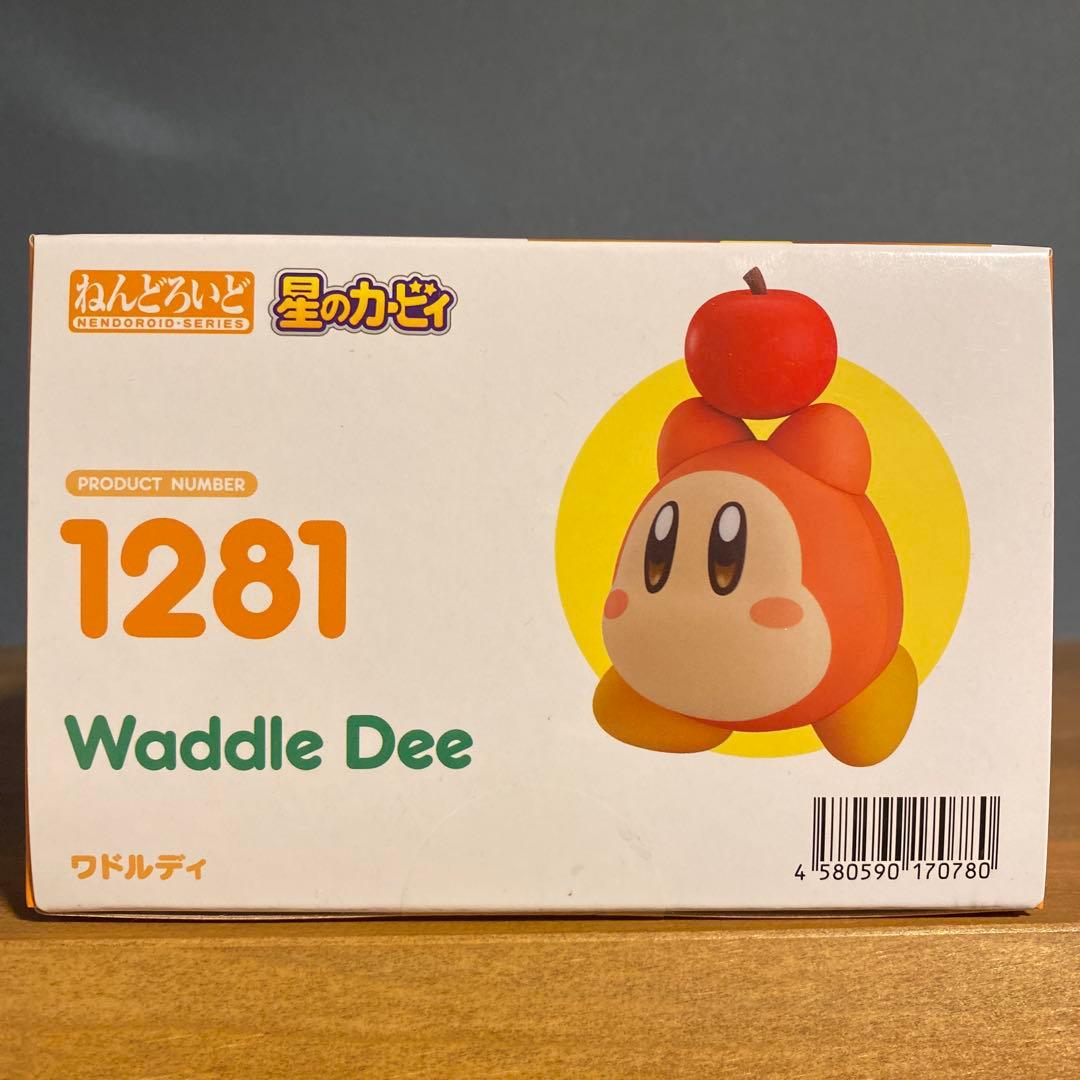 ねんどろいど
NENDOROID・SERIES
星のカービィ
PRODUCT NUMBER
1281
Waddle Dee
ワドルディ
4 580590 170780